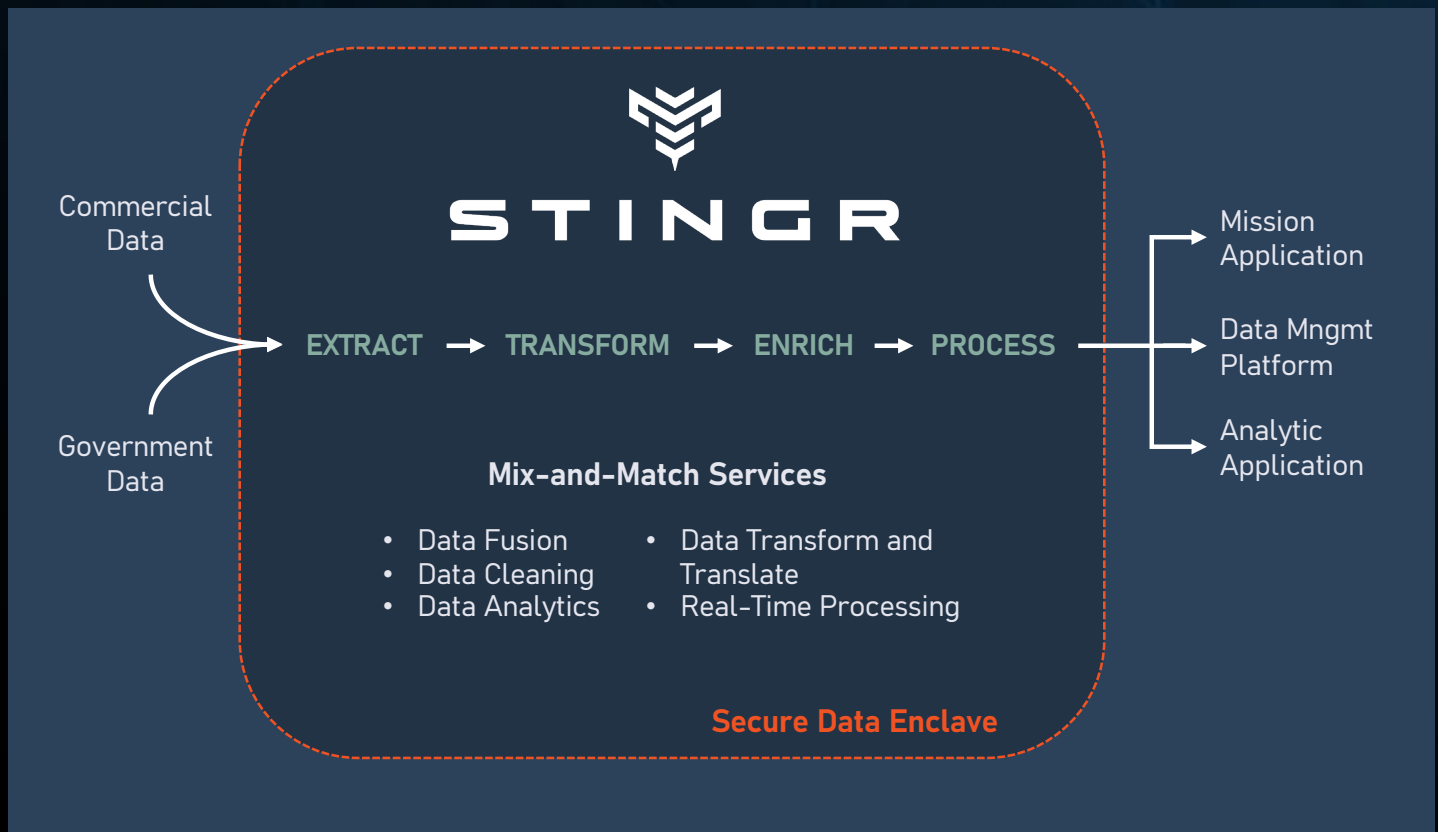 STINGR
Commercial
Data
Government
Data
EXTRACT
TRANSFORM
ENRICH
PROCESS
Mission
Application
Data Mngmt
Platform
Analytic
Application
Mix-and-Match Services
• Data Fusion
• Data Cleaning
• Data Analytics
• Data Transform and
Translate
• Real-Time Processing
Secure Data Enclave